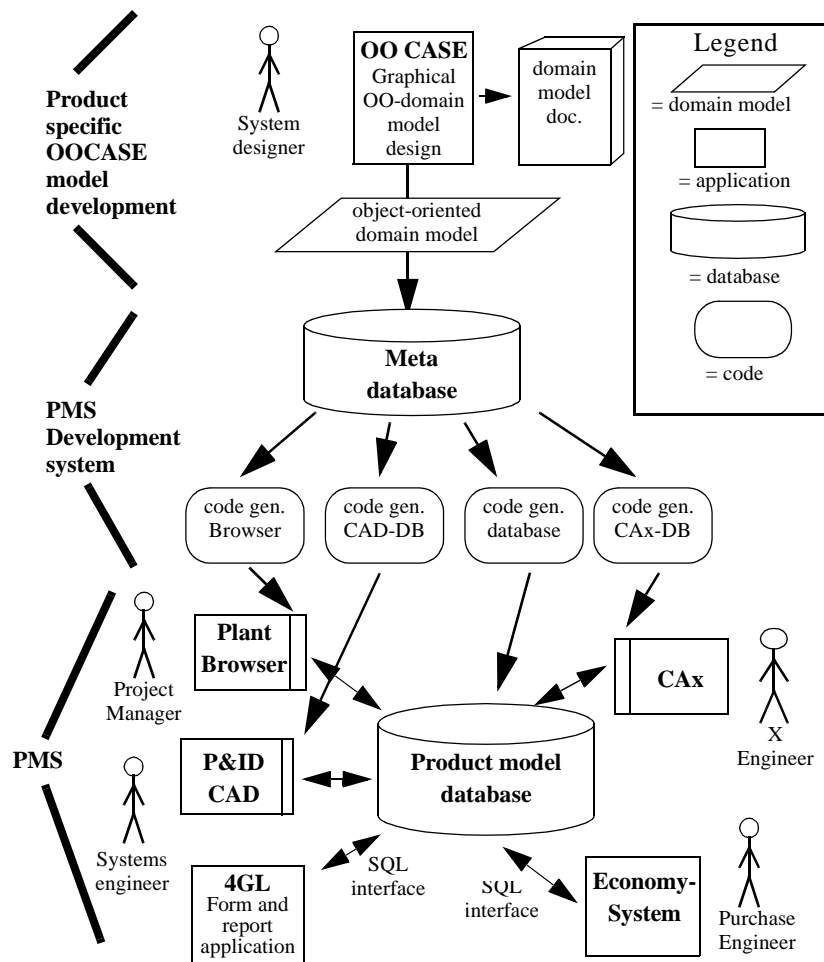 Product
specific
OOCASE
model
development
System
designer
OO CASE
Graphical
OO-domain
model
design
domain
model
doc.
object-oriented
domain model
Legend
= domain model
= application
= database
= code
Meta
database
PMS
Development
system
code gen.
Browser
code gen.
CAD-DB
code gen.
database
code gen.
CAx-DB
PMS
Project
Manager
Plant
Browser
CAx
X
Engineer
Systems
engineer
P&ID
CAD
Product model
database
4GL
Form and
report
application
SQL
interface
SQL
interface
Economy-
System
Purchase
Engineer